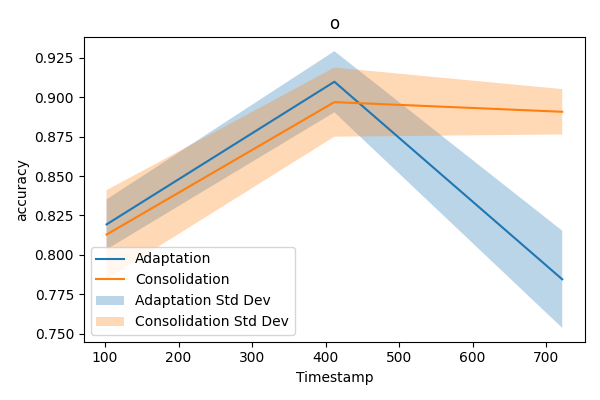 o
accuracy
0.925
0.900
0.875
0.850
0.825
0.800
0.775
0.750
Adaptation
Consolidation
Adaptation Std Dev
Consolidation Std Dev
100 200 300 400 500 600 700
Timestamp